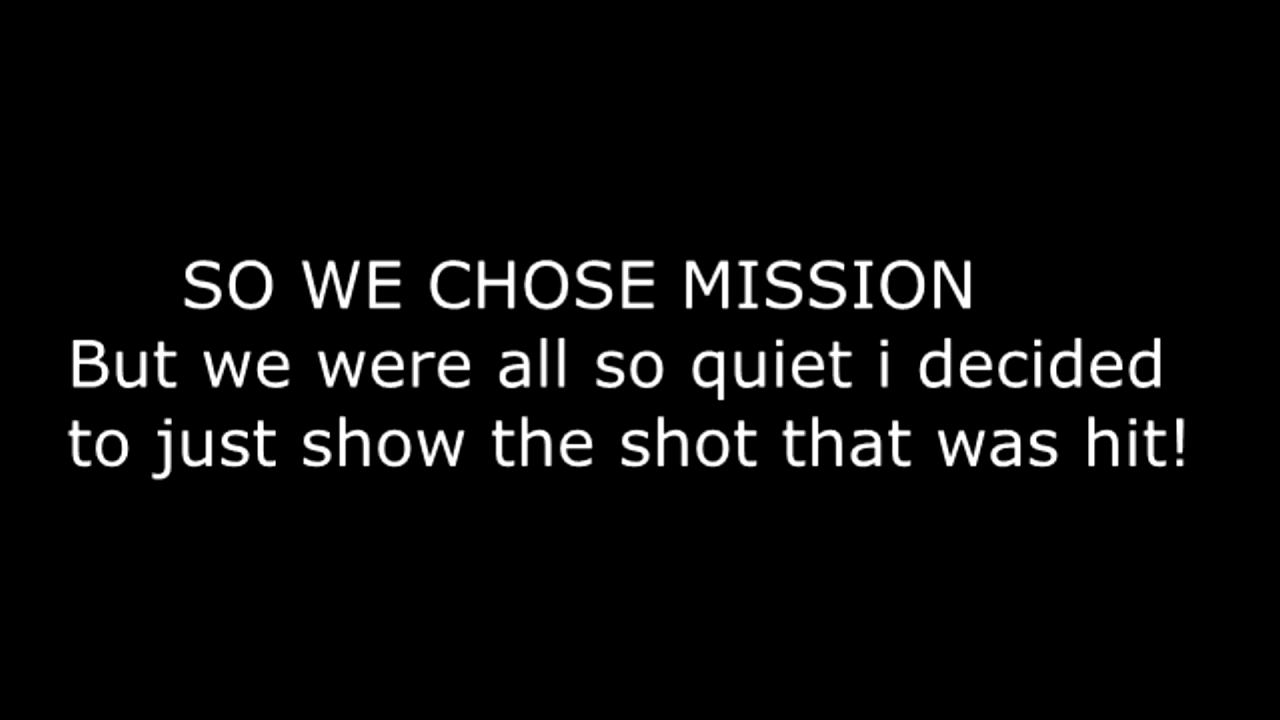 SO WE CHOSE MISSION
But we were all so quiet i decided
to just show the shot that was hit!